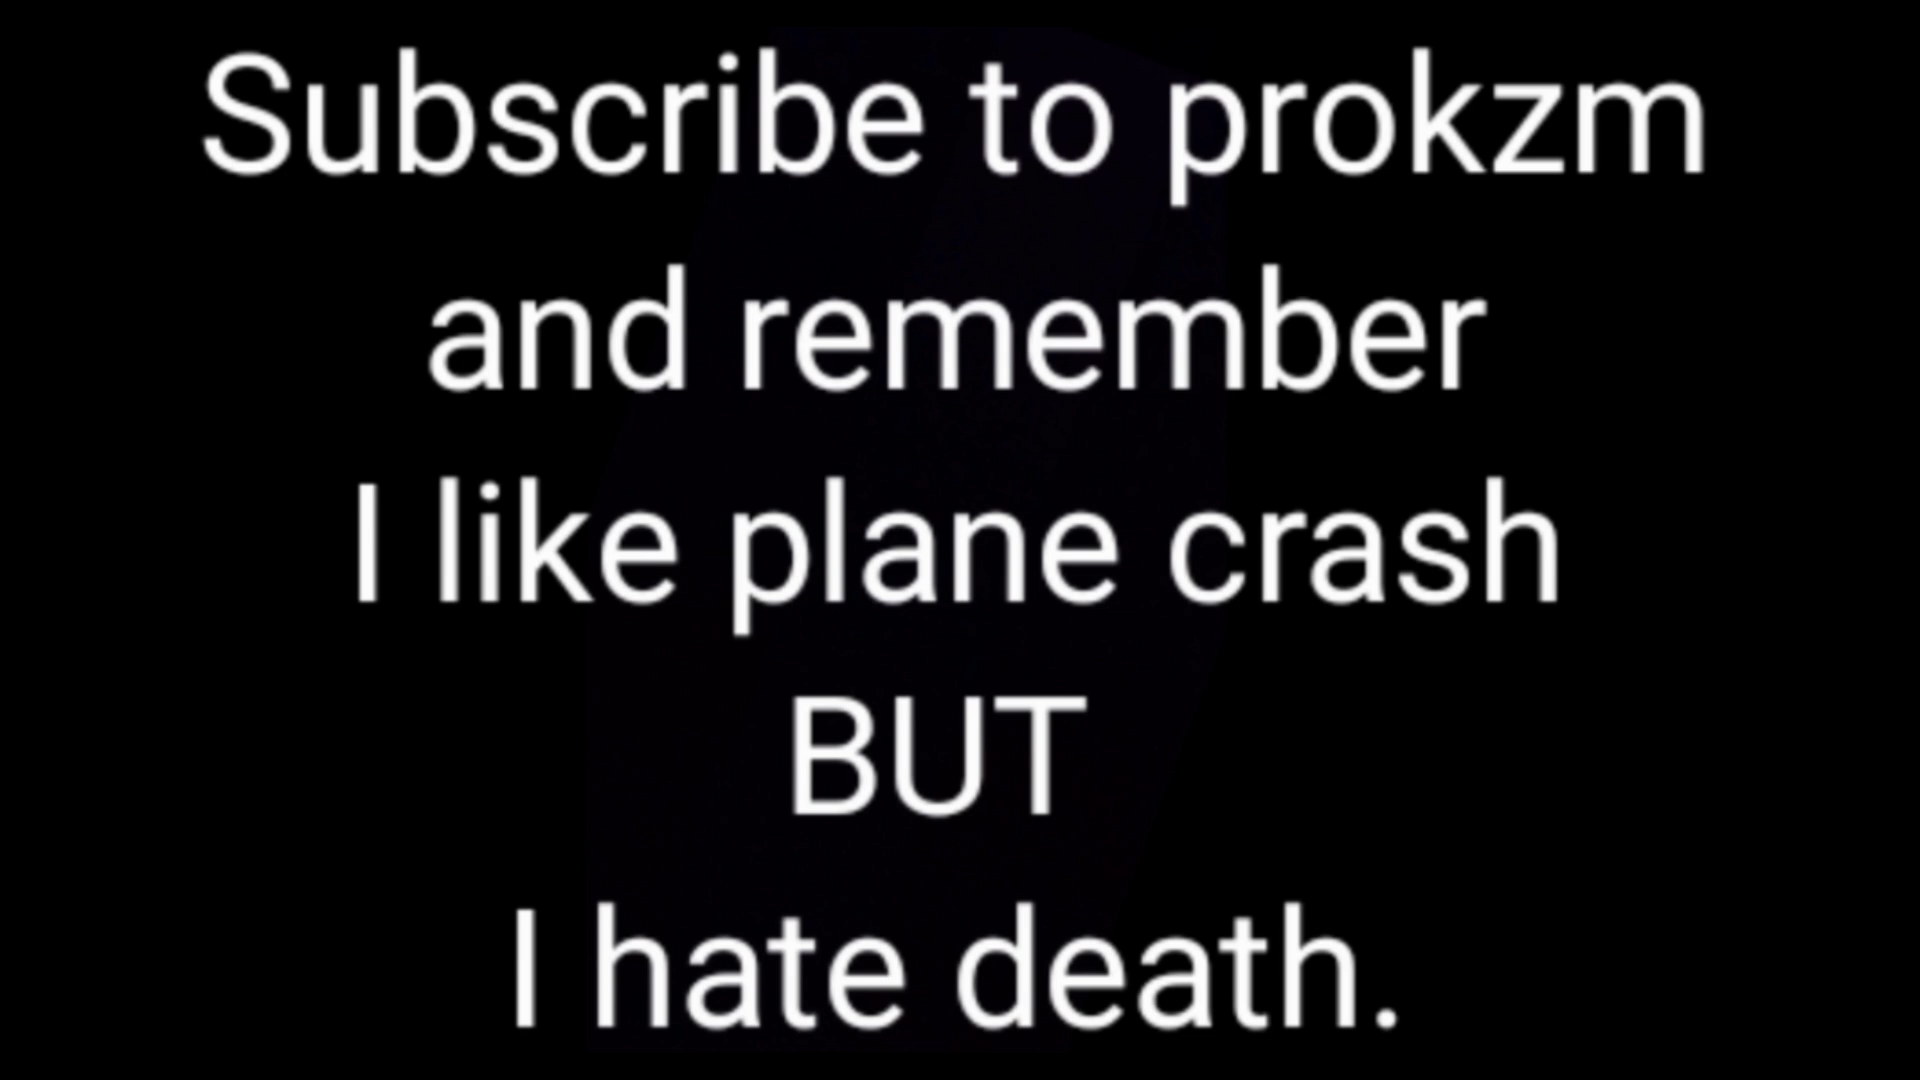 Subscribe to prokzm
and remember
I like plane crash
BUT
I hate death.